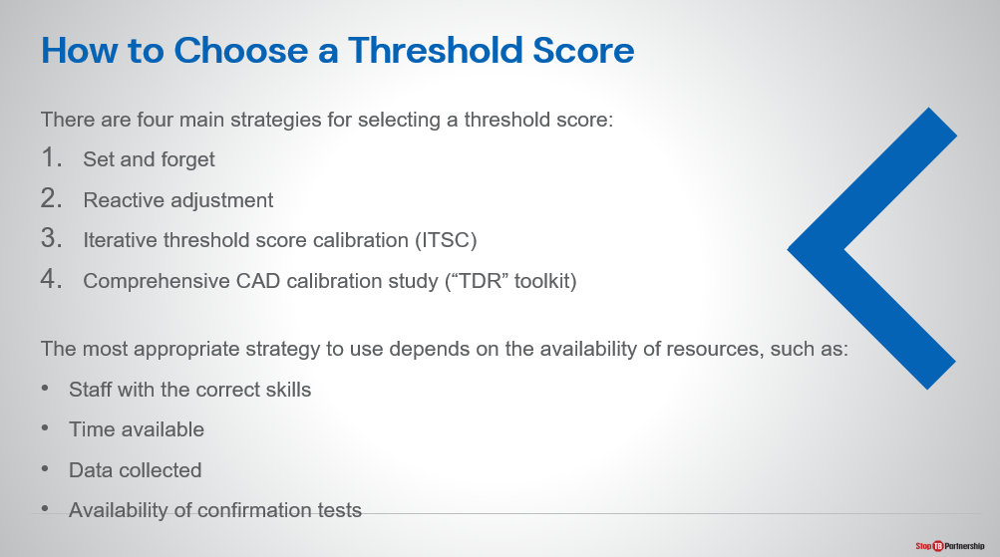 How to Choose a Threshold Score
There are four main strategies for selecting a threshold score:
1. Set and forget
2. Reactive adjustment
3. Iterative threshold score calibration (ITSC)
4. Comprehensive CAD calibration study (“TDR” toolkit)
The most appropriate strategy to use depends on the availability of resources, such as:
• Staff with the correct skills
• Time available
• Data collected
• Availability of confirmation tests
Stop TB Partnership